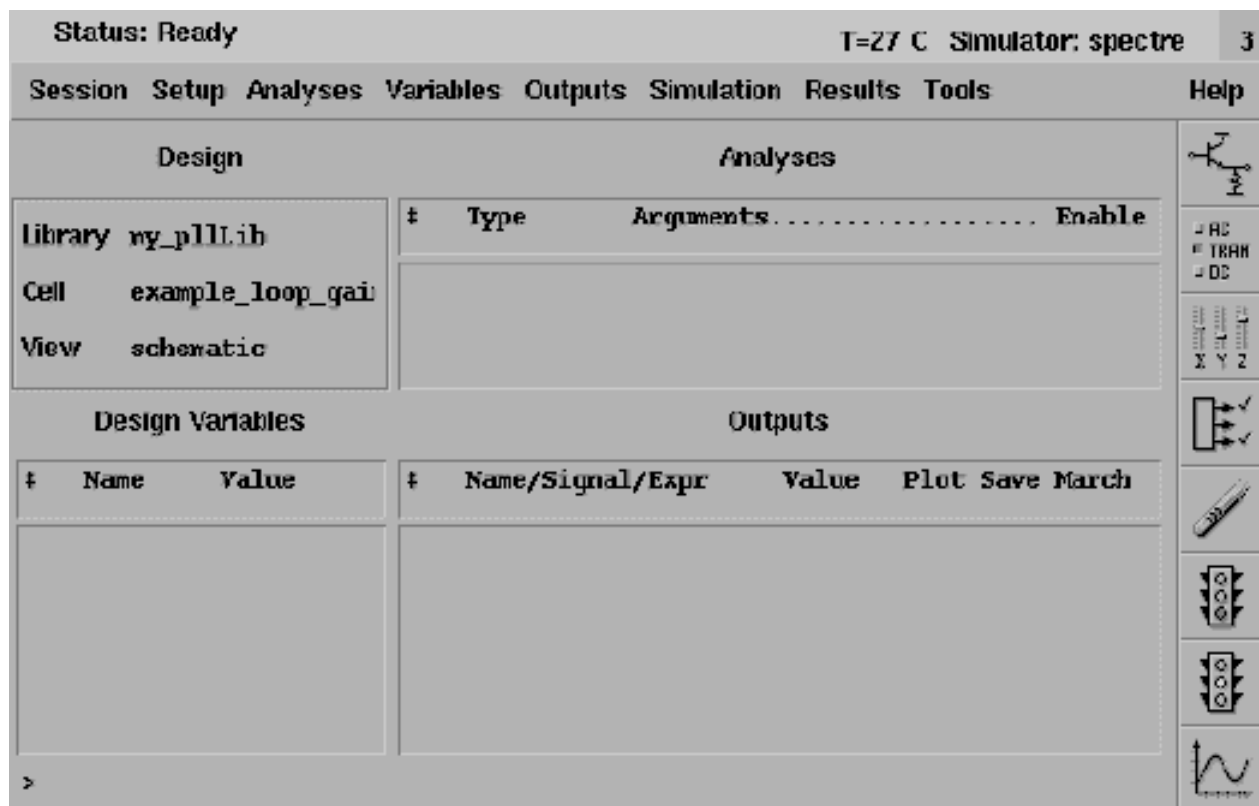 Status: Ready T=27 C Simulator: spectre 3
Session Setup Analyses Variables Outputs Simulation Results Tools Help
Design
Analyses
Library my_pllLib
Cell example_loop_gai
View schematic
# Type Arguments.................. Enable
Design Variables
# Name Value
Outputs
# Name/Signal/Expr Value Plot Save March
>
AC
TRAN
DC
X Y Z